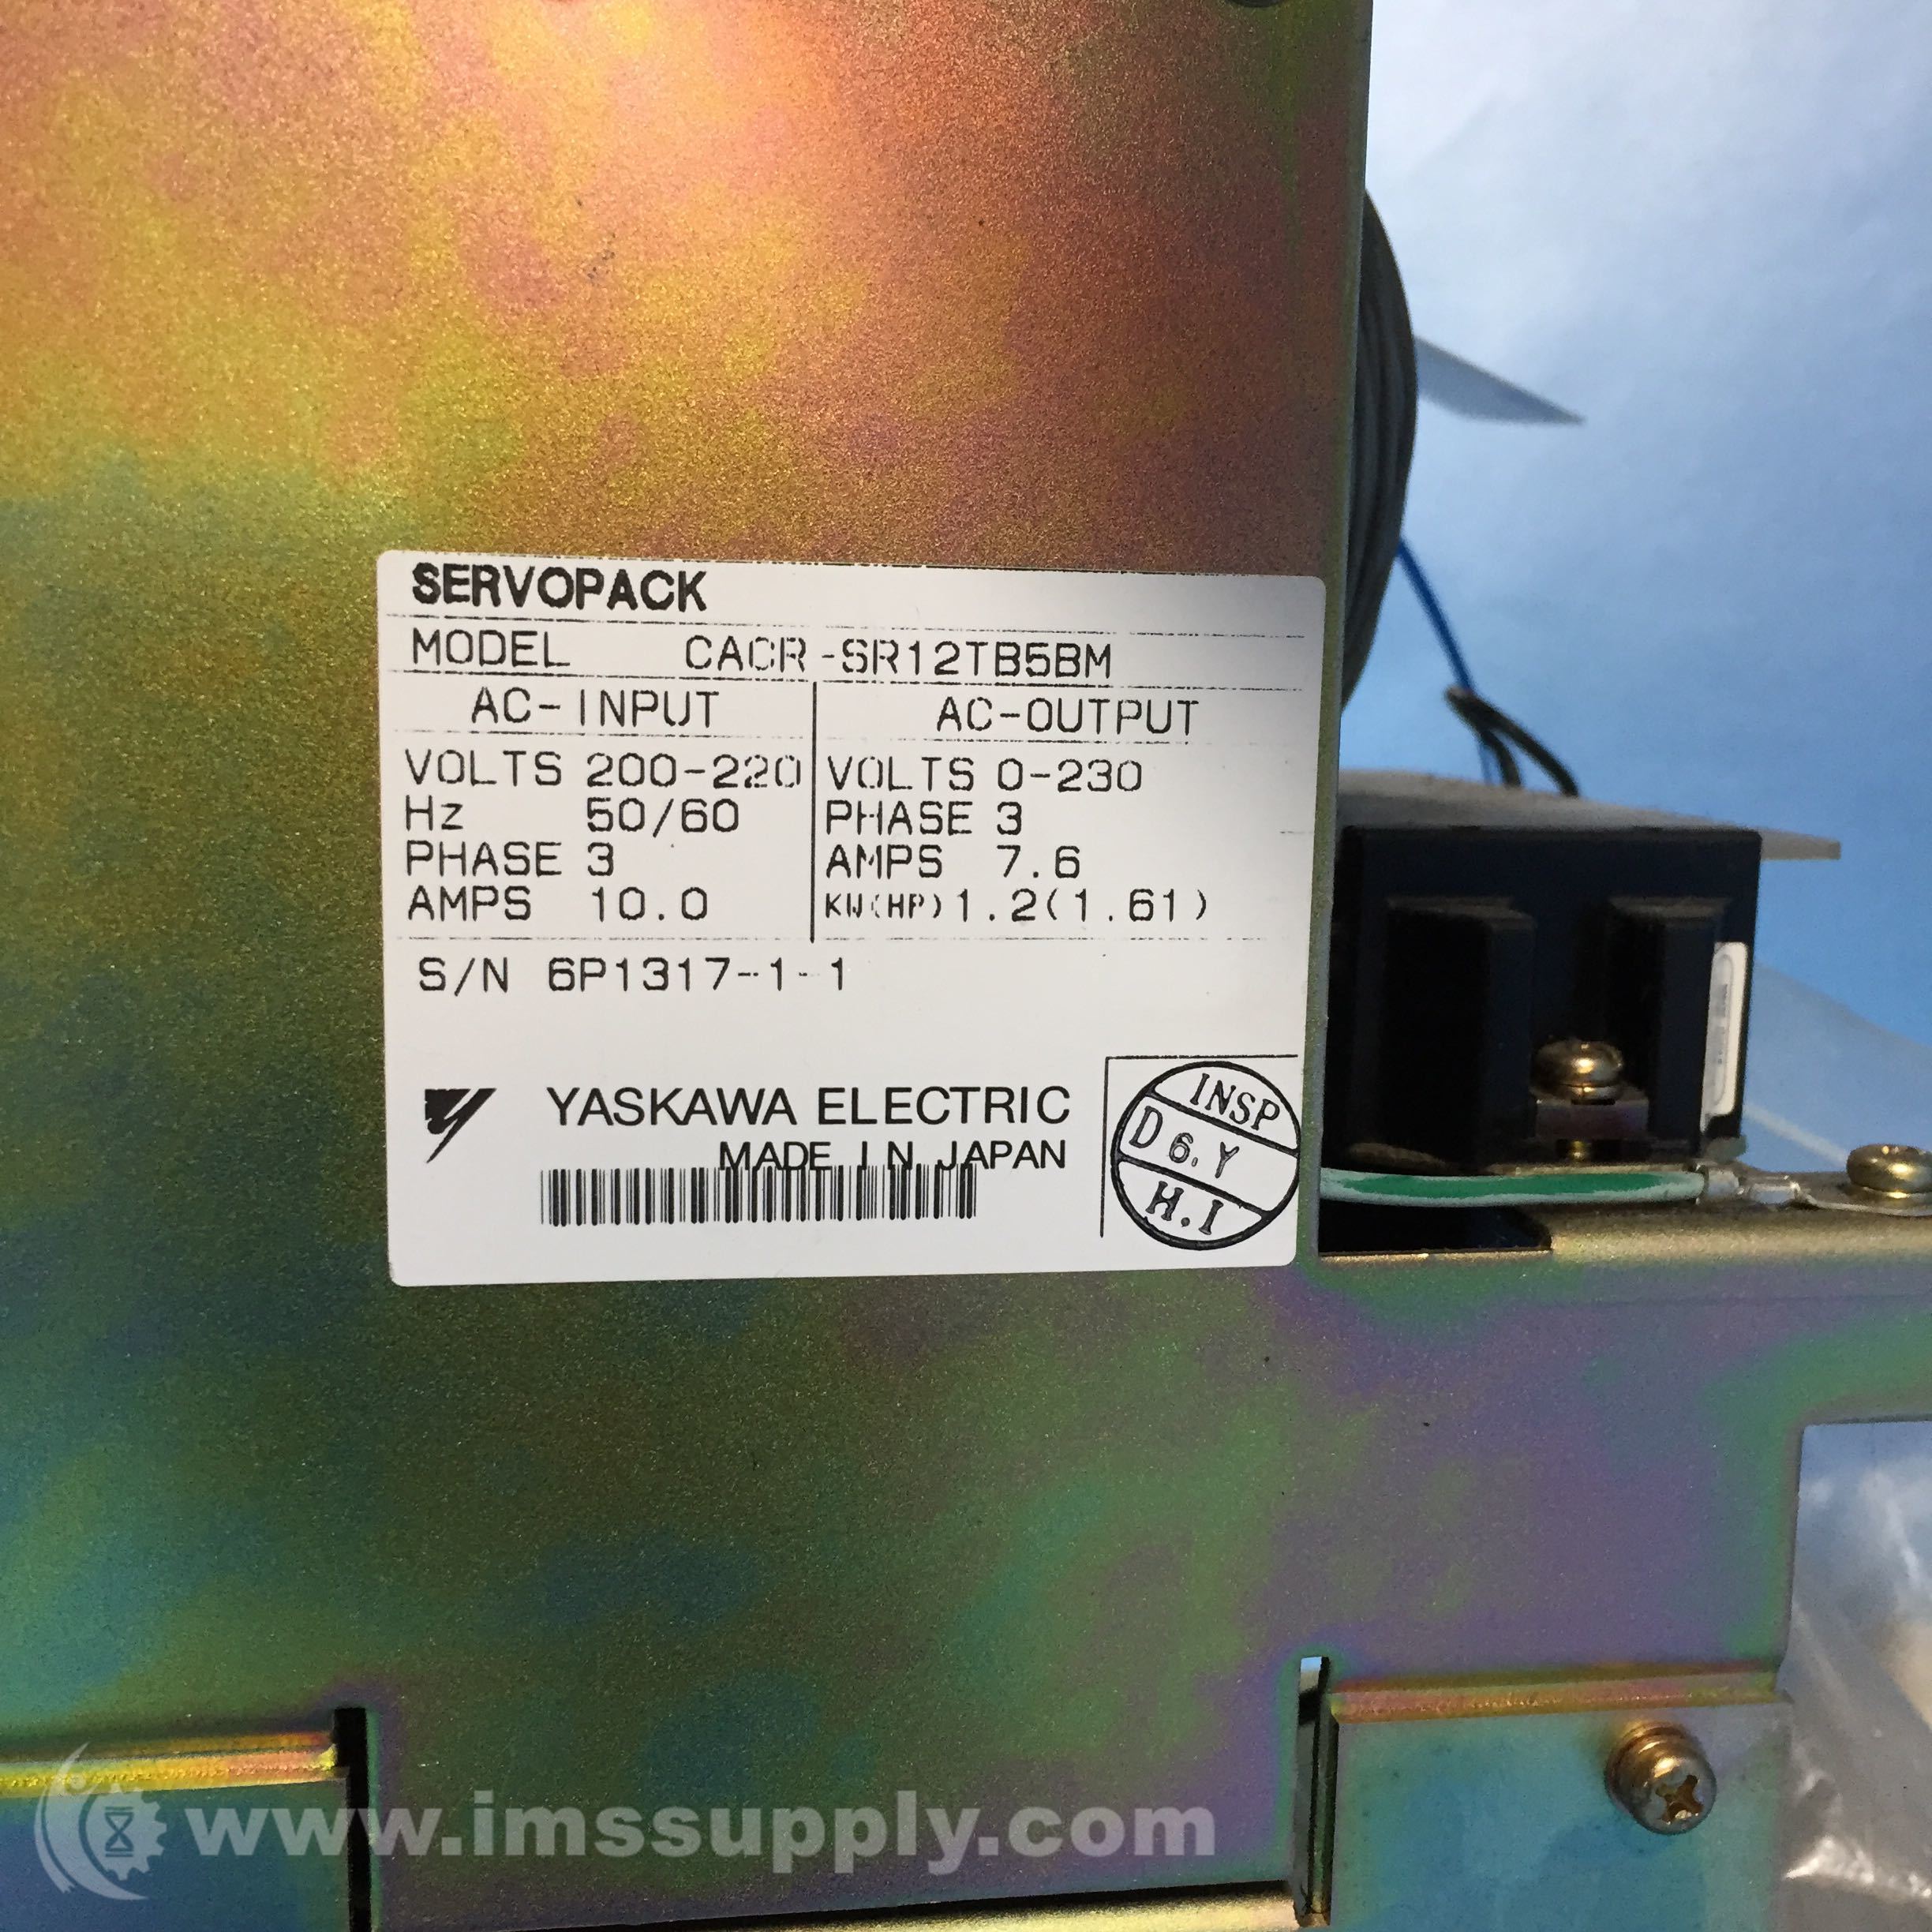 SERVOPACK
MODEL CACR-SR12TB5BM
AC-INPUT AC-OUTPUT
VOLTS 200-220 VOLTS 0-230
Hz 50/60 PHASE 3
PHASE 3 AMPS 7.6
AMPS 10.0 KW(HP) 1.2(1.61)
S/N 6P1317-1-1
YASKAWA ELECTRIC
MADE IN JAPAN
INSP
D 6.Y
H.I
www.imssupply.com